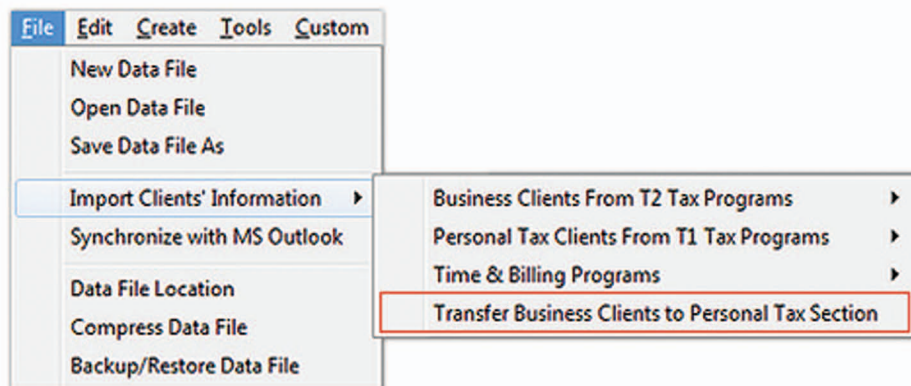 File Edit Create Tools Custom
New Data File
Open Data File
Save Data File As
Import Clients' Information
Business Clients From T2 Tax Programs
Synchronize with MS Outlook
Personal Tax Clients From T1 Tax Programs
Time & Billing Programs
Data File Location
Transfer Business Clients to Personal Tax Section
Compress Data File
Backup/Restore Data File